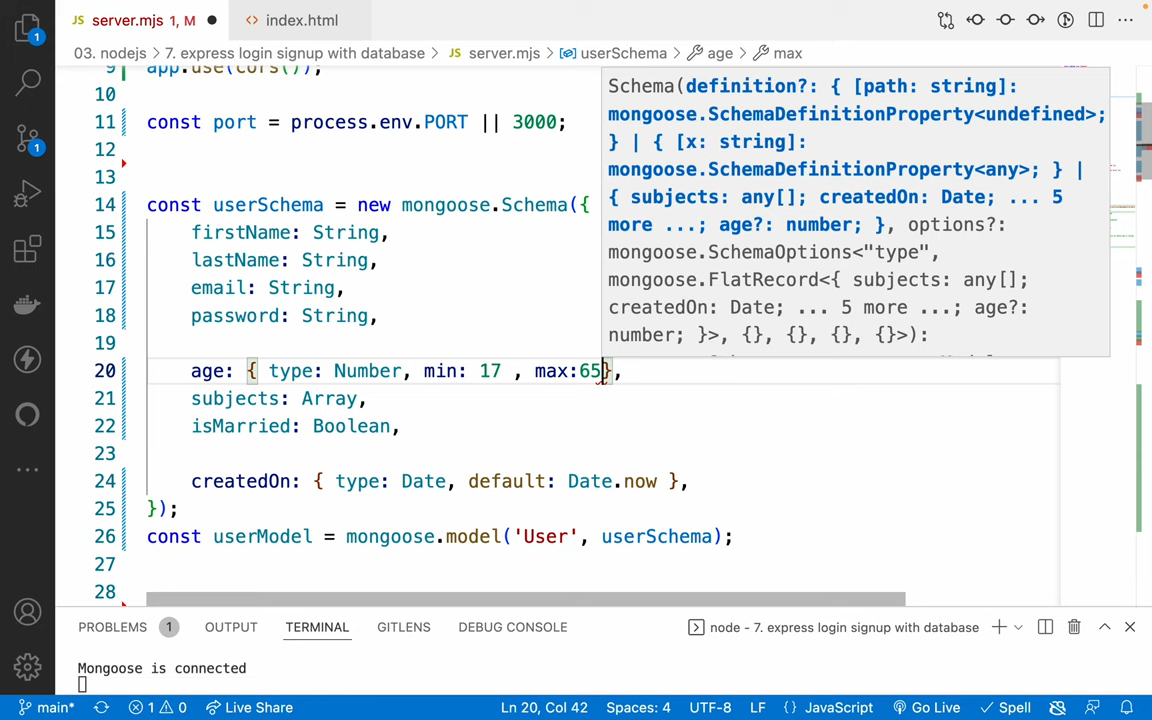 JS server.mjs 1, M ●
<> index.html
03. nodejs > 7. express login signup with database > JS server.mjs > userSchema > age > max
9 app.use(cors());
10
11 const port = process.env.PORT || 3000;
12
13
14 const userSchema = new mongoose.Schema({
15 firstName: String,
16 lastName: String,
17 email: String,
18 password: String,
19
20 age: { type: Number, min: 17 , max:65},
21 subjects: Array,
22 isMarried: Boolean,
23
24 createdOn: { type: Date, default: Date.now },
25 });
26 const userModel = mongoose.model('User', userSchema);
27
28
Schema(definition?: { [path: string]:
mongoose.SchemaDefinitionProperty<undefined>;
} | { [x: string]:
mongoose.SchemaDefinitionProperty<any>; } |
{ subjects: any[]; createdOn: Date; ... 5
more ...; age?: number; }, options?:
mongoose.SchemaOptions<"type",
mongoose.FlatRecord<{ subjects: any[];
createdOn: Date; ... 5 more ...; age?:
number; }>, {}, {}, {}, {}>):
1
1
PROBLEMS 1 OUTPUT TERMINAL GITLENS DEBUG CONSOLE
node - 7. express login signup with database
Mongoose is connected
main* 1 0 Live Share Ln 20, Col 42 Spaces: 4 UTF-8 LF {} JavaScript Go Live Spell